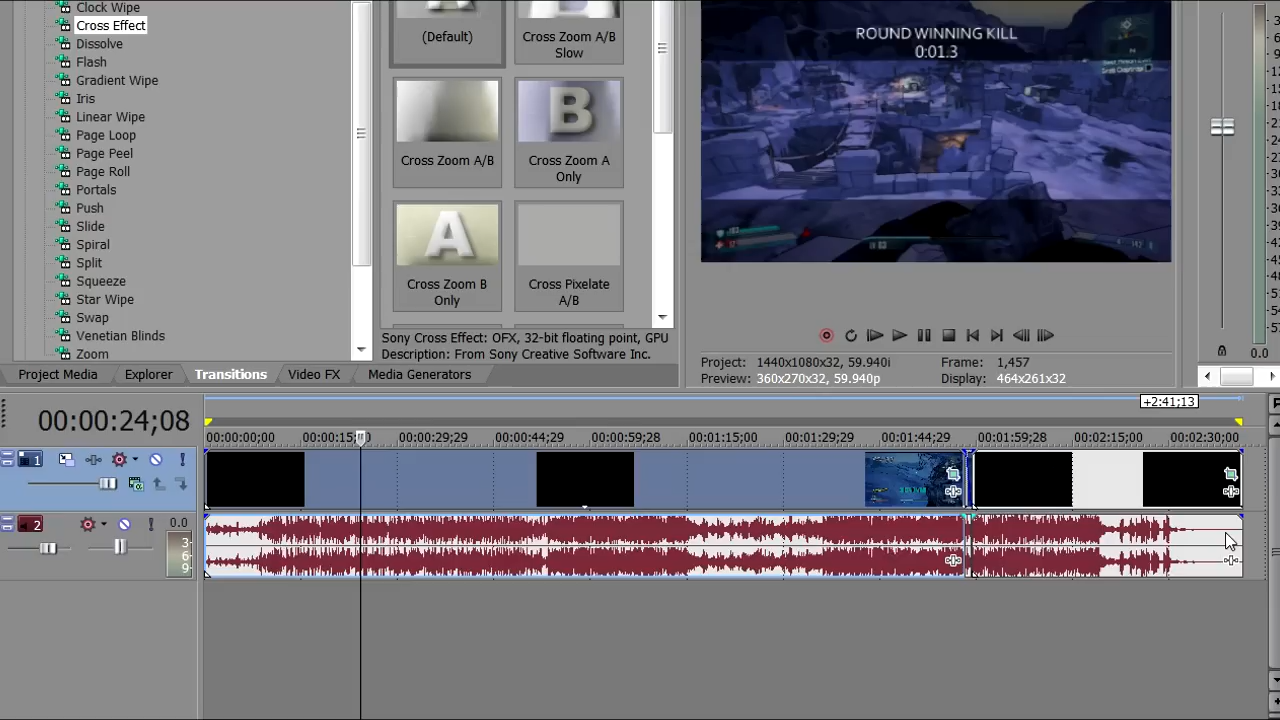 Clock Wipe
Cross Effect
Dissolve
Flash
Gradient Wipe
Iris
Linear Wipe
Page Loop
Page Peel
Page Roll
Portals
Push
Slide
Spiral
Split
Squeeze
Star Wipe
Swap
Venetian Blinds
Zoom
(Default)
Cross Zoom A/B
Slow
Cross Zoom A/B
B
Cross Zoom A
Only
A
Cross Zoom B
Only
Cross Pixelate
A/B
Sony Cross Effect: OFX, 32-bit floating point, GPU
Description: From Sony Creative Software Inc.
ROUND WINNING KILL
0:01.3
Project: 1440x1080x32, 59.940i
Frame: 1,457
Preview: 360x270x32, 59.940p
Display: 464x261x32
0.0
Project Media
Explorer
Transitions
Video FX
Media Generators
+2:41;13
00:00:24;08
00:00:00;00
00:00:29;29
00:00:44;29
00:00:59;28
00:01:15;00
00:01:29;29
00:01:44;29
00:01:59;28
00:02:15;00
00:02:30;00
1
2
0.0
3
6
9